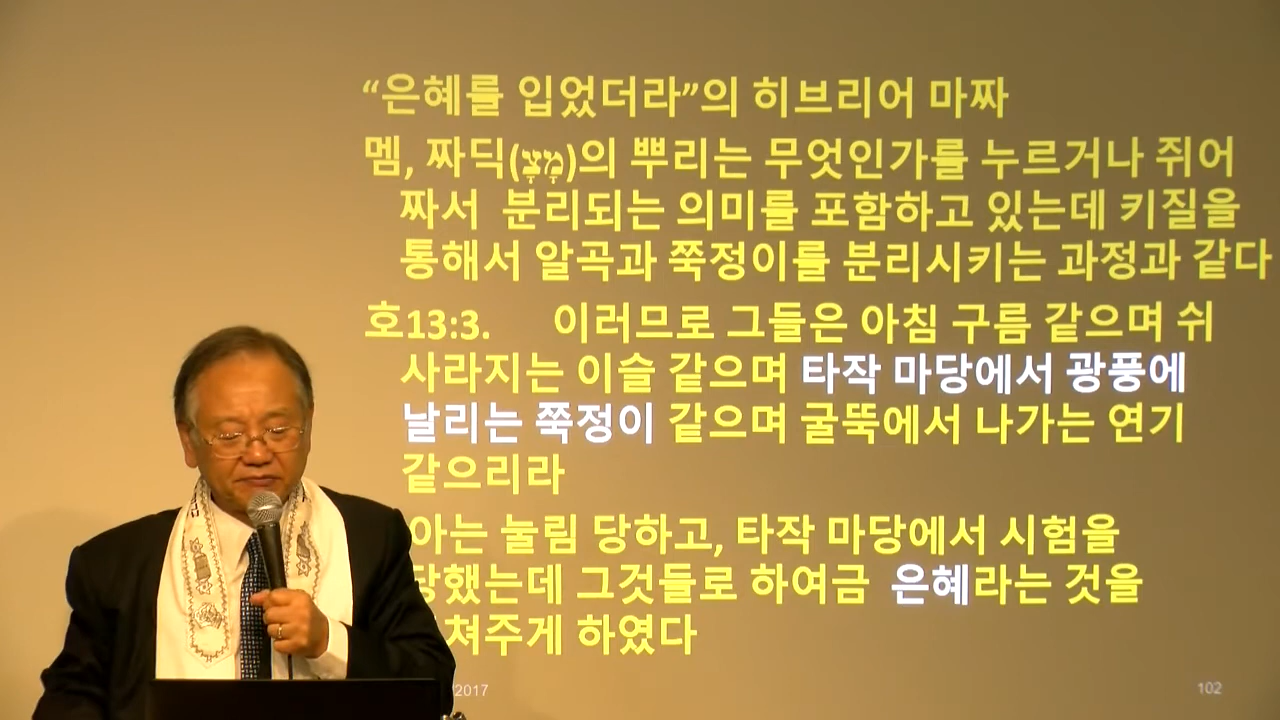 “은혜를 입었더라”의 히브리어 마짜
멤, 짜딕(מָצָ)의 뿌리는 무엇인가를 누르거나 쥐어
짜서 분리되는 의미를 포함하고 있는데 키질을
통해서 알곡과 쭉정이를 분리시키는 과정과 같다
호13:3. 이러므로 그들은 아침 구름 같으며 쉬
사라지는 이슬 같으며 타작 마당에서 광풍에
날리는 쭉정이 같으며 굴뚝에서 나가는 연기
같으리라
아는 눌림 당하고, 타작 마당에서 시험을
당했는데 그것들로 하여금 은혜라는 것을
쳐주게 하였다
2017
102